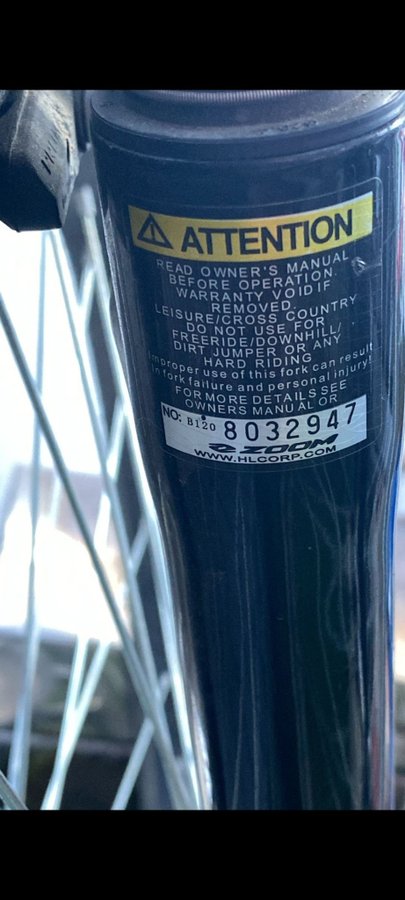 ATTENTION
READ OWNER'S MANUAL
BEFORE OPERATION.
WARRANTY VOID IF
REMOVED
LEISURE/CROSS COUNTRY
DO NOT USE FOR
FREERIDE/DOWNHILL/
DIRT JUMPER OR ANY
HARD RIDING
Improper use of this fork can result
in fork failure and personal injury!
FOR MORE DETAILS SEE
OWNERS MANUAL OR
NO: B120 8032947
ZOOM
WWW.HLCORP.COM